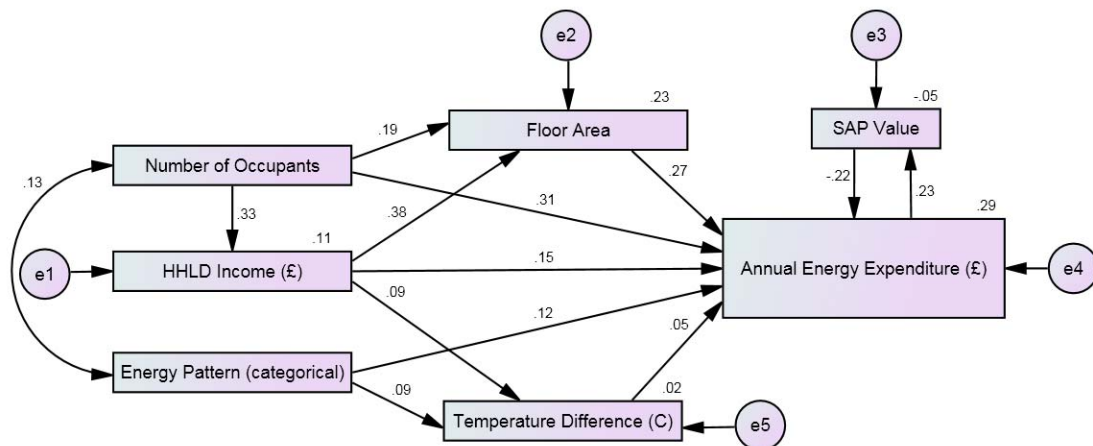 e2
e3
.23
-.05
Floor Area
SAP Value
.19
Number of Occupants
.13
.27
-.22
.23
.33
.38
.31
.29
.11
e1
HHLD Income (£)
.15
Annual Energy Expenditure (£)
e4
.09
.12
.05
Energy Pattern (categorical)
.09
.02
Temperature Difference (C)
e5